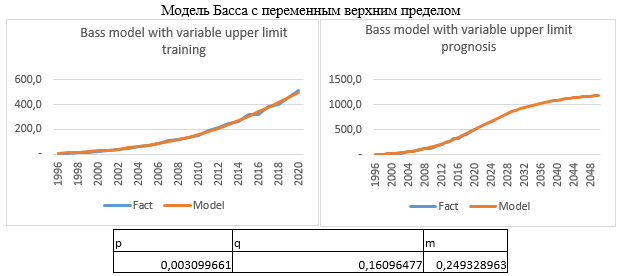 Модель Басса с переменным верхним пределом
Bass model with variable upper limit
training
600,0
400,0
200,0
-
1996 1998 2000 2002 2004 2006 2008 2010 2012 2014 2016 2018 2020
Fact Model
Bass model with variable upper limit
prognosis
1500,0
1000,0
500,0
-
1996 2000 2004 2008 2012 2016 2020 2024 2028 2032 2036 2040 2044 2048
Fact Model
p q m
0,003099661 0,16096477 0,249328963